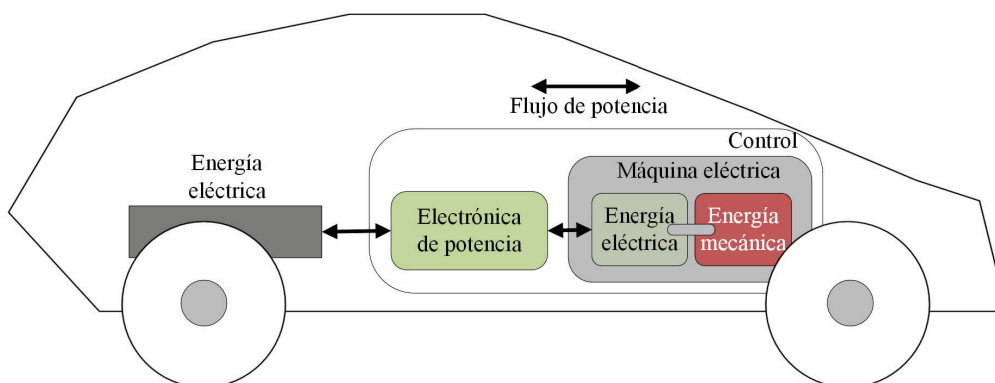 Flujo de potencia
Control
Energía
eléctrica
Máquina eléctrica
Electrónica
de potencia
Energía
eléctrica
Energía
mecánica